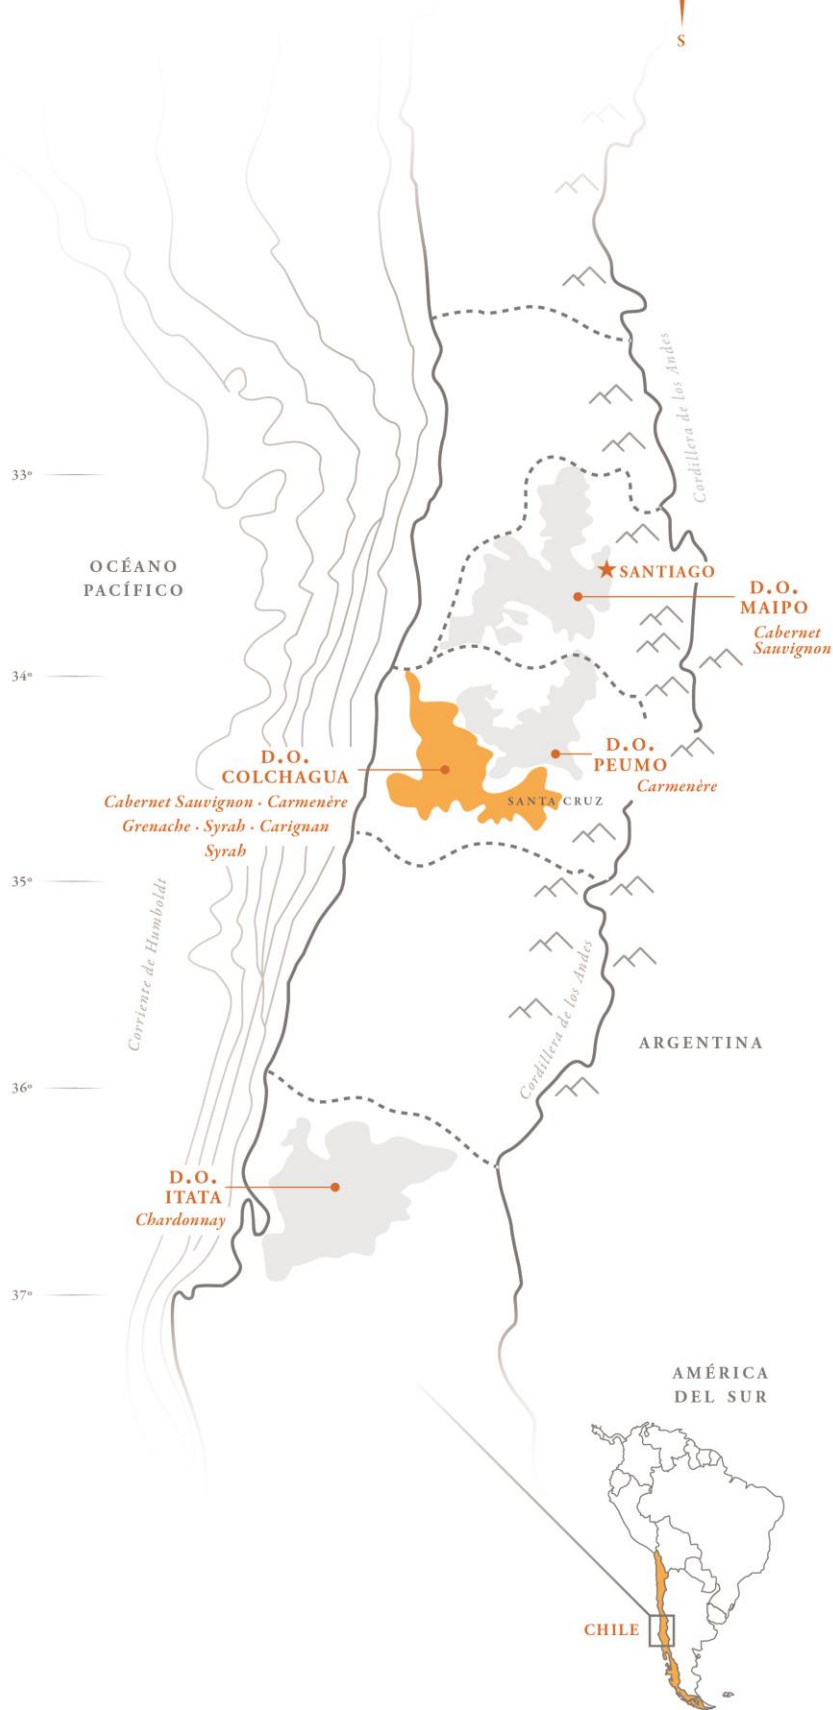 S
Cordillera de los Andes
33º
OCÉANO
PACÍFICO
SANTIAGO
D.O.
MAIPO
Cabernet
Sauvignon
34º
D.O.
COLCHAGUA
Cabernet Sauvignon · Carmenère
Grenache · Syrah · Carignan
Syrah
D.O.
PEUMO
Carmenère
SANTA CRUZ
35º
Corriente de Humboldt
Cordillera de los Andes
ARGENTINA
36º
D.O.
ITATA
Chardonnay
37º
AMÉRICA
DEL SUR
CHILE